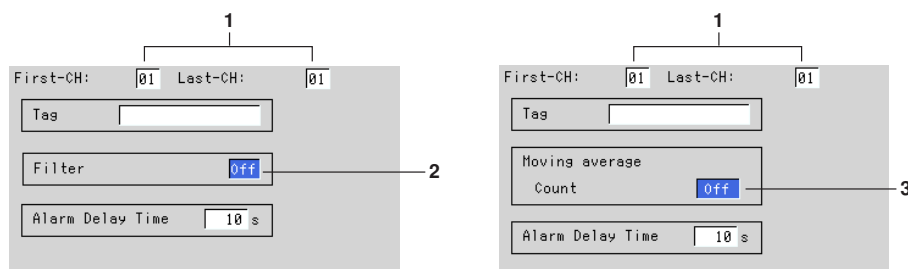 1
First-CH: 01 Last-CH: 01
Tag
Filter Off
2
Alarm Delay Time 10 s
1
First-CH: 01 Last-CH: 01
Tag
Moving average
Count Off
3
Alarm Delay Time 10 s